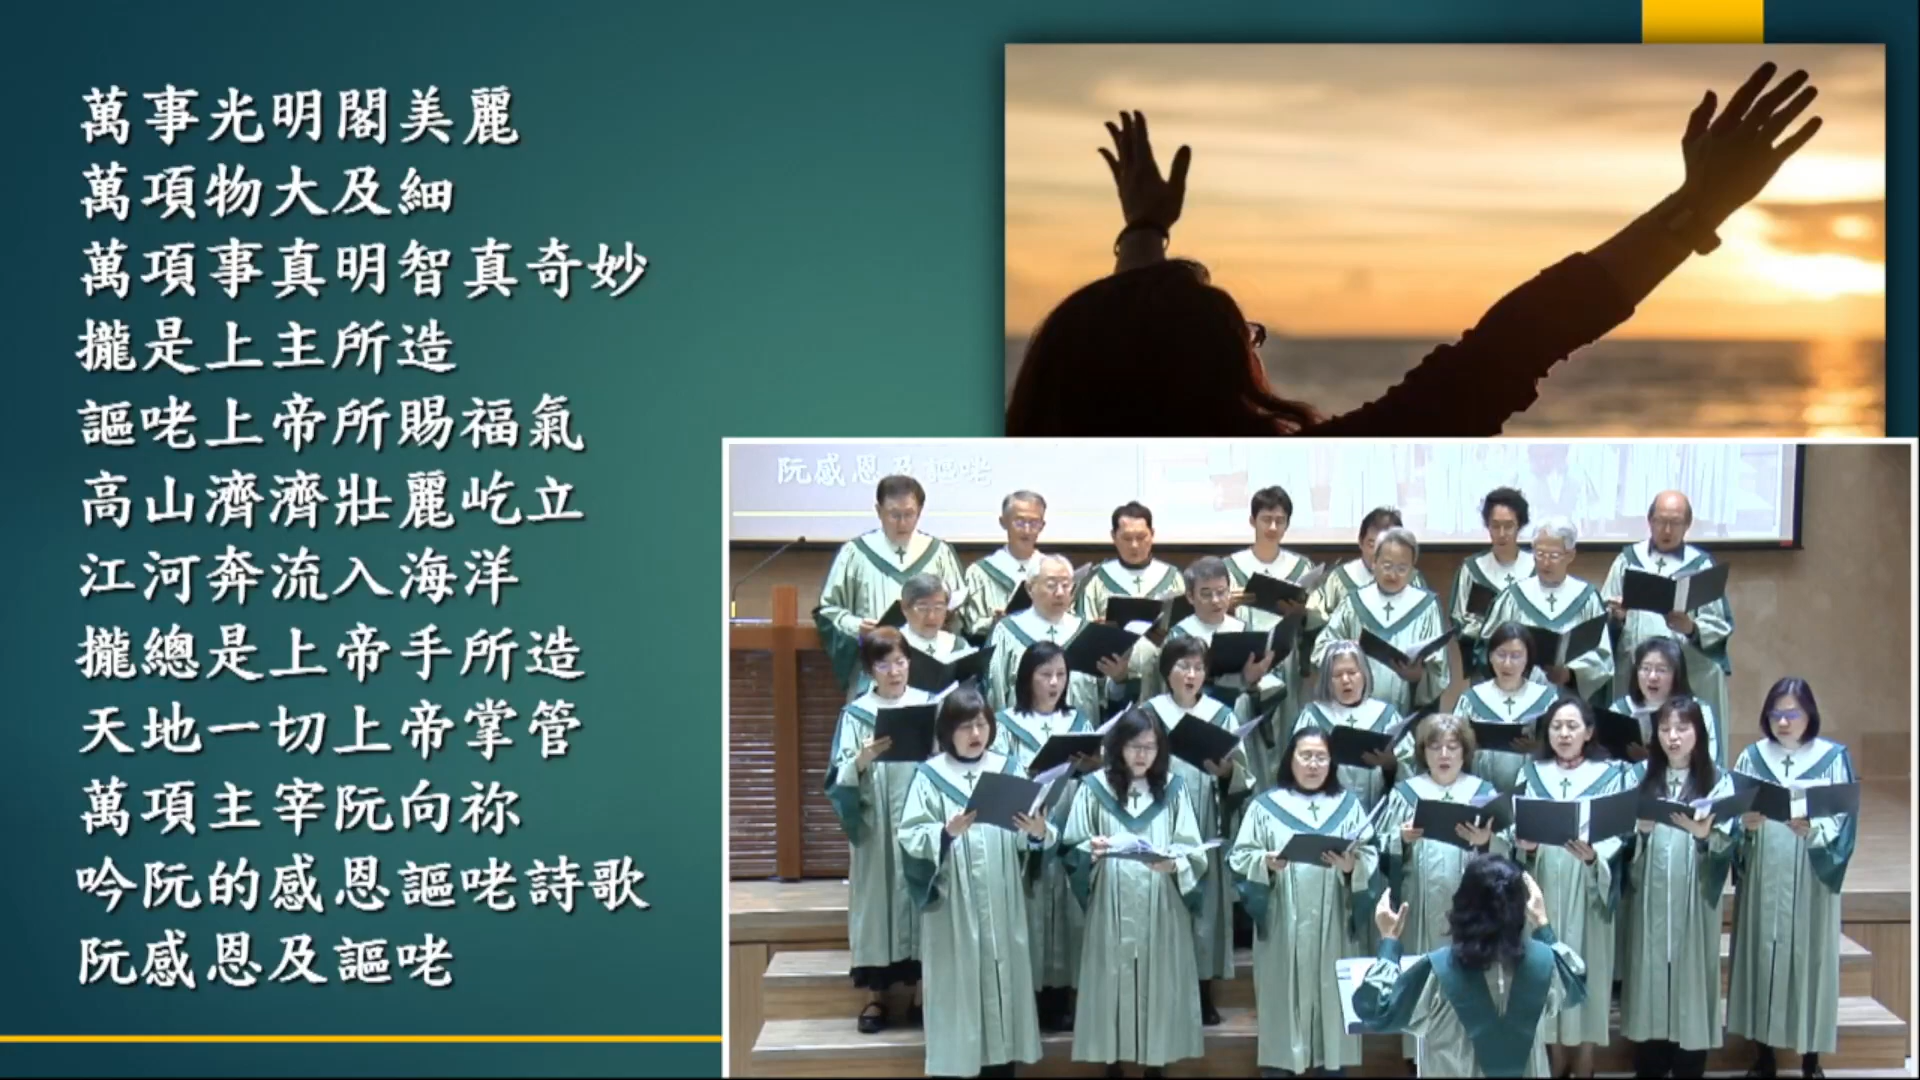 萬事光明閣美麗
萬項物大及細
萬項事真明智真奇妙
攏是上主所造
謳咾上帝所賜福氣
高山濟濟壯麗屹立
江河奔流入海洋
攏總是上帝手所造
天地一切上帝掌管
萬項主宰阮向祢
吟阮的感恩謳咾詩歌
阮感恩及謳咾
阮感恩及謳咾